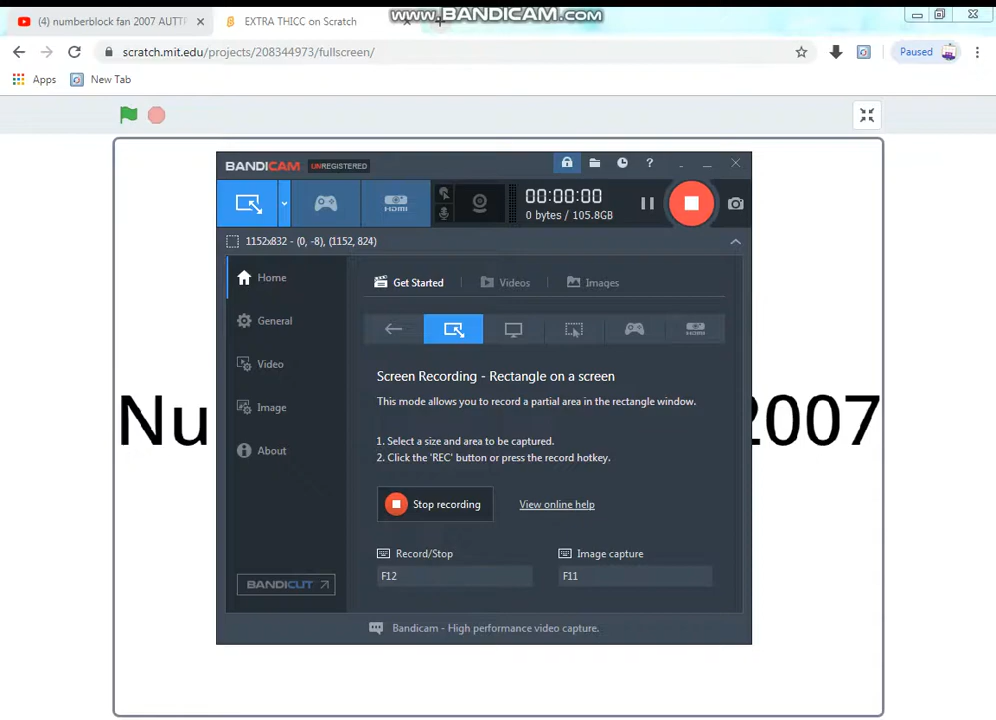 www.BANDICAM.com
(4) numberblock fan 2007 AUTTP
EXTRA THICC on Scratch
scratch.mit.edu/projects/208344973/fullscreen/
Paused
Apps
New Tab
BANDICAM UNREGISTERED
HDMI
00:00:00
0 bytes / 105.8GB
1152x832 - (0, -8), (1152, 824)
Home
Get Started
Videos
Images
General
HDMI
Video
Screen Recording - Rectangle on a screen
This mode allows you to record a partial area in the rectangle window.
Image
Nu
2007
1. Select a size and area to be captured.
About
2. Click the 'REC' button or press the record hotkey.
Stop recording
View online help
Record/Stop
Image capture
F12
F11
BANDICUT
Bandicam - High performance video capture.